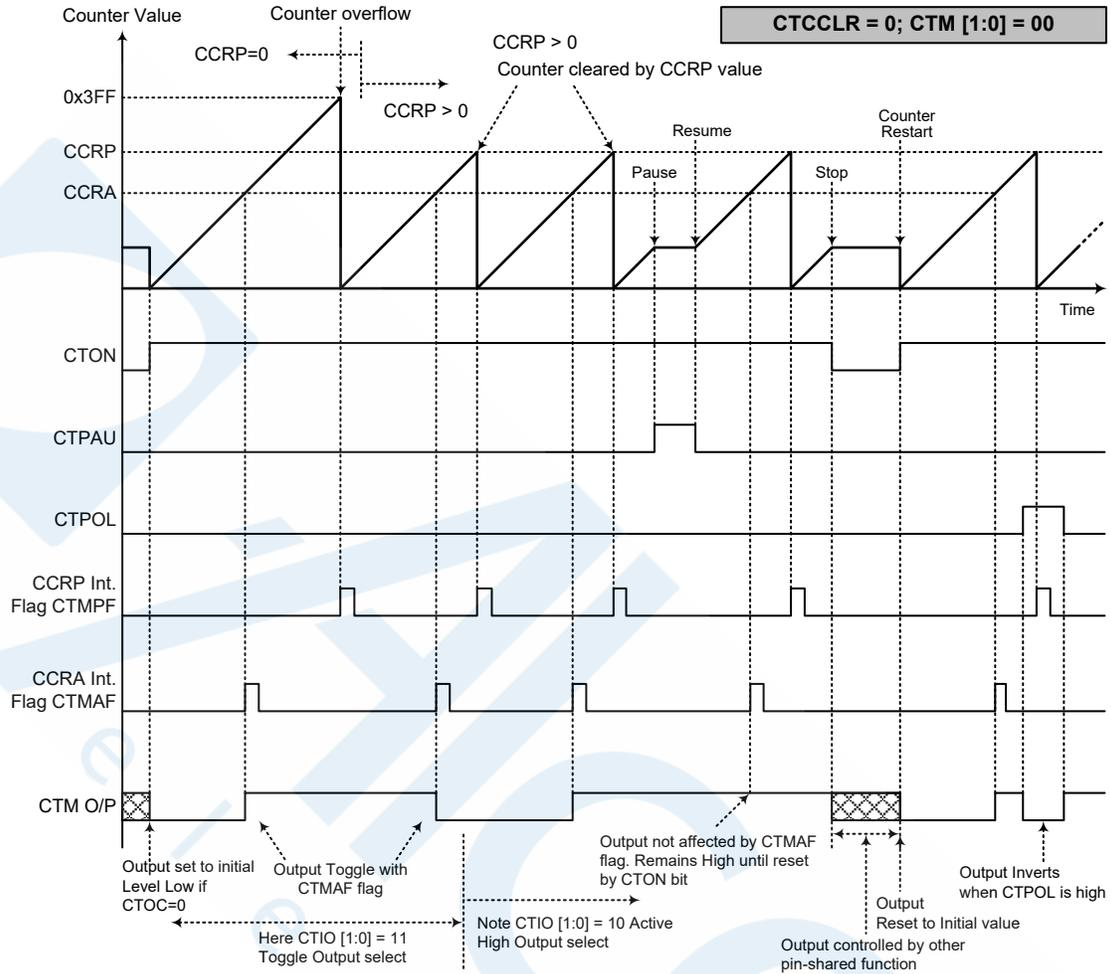 Counter Value
Counter overflow
CTCCLR = 0; CTM [1:0] = 00
CCRP=0
CCRP > 0
CCRP > 0
Counter cleared by CCRP value
0x3FF
CCRP
CCRA
Pause
Resume
Stop
Counter
Restart
Time
CTON
CTPAU
CTPOL
CCRP Int.
Flag CTMPF
CCRA Int.
Flag CTMAF
CTM O/P
Output set to initial
Level Low if
CTOC=0
Output Toggle with
CTMAF flag
Here CTIO [1:0] = 11
Toggle Output select
Note CTIO [1:0] = 10 Active
High Output select
Output not affected by CTMAF
flag. Remains High until reset
by CTON bit
Output controlled by other
pin-shared function
Output
Reset to Initial value
Output Inverts
when CTPOL is high